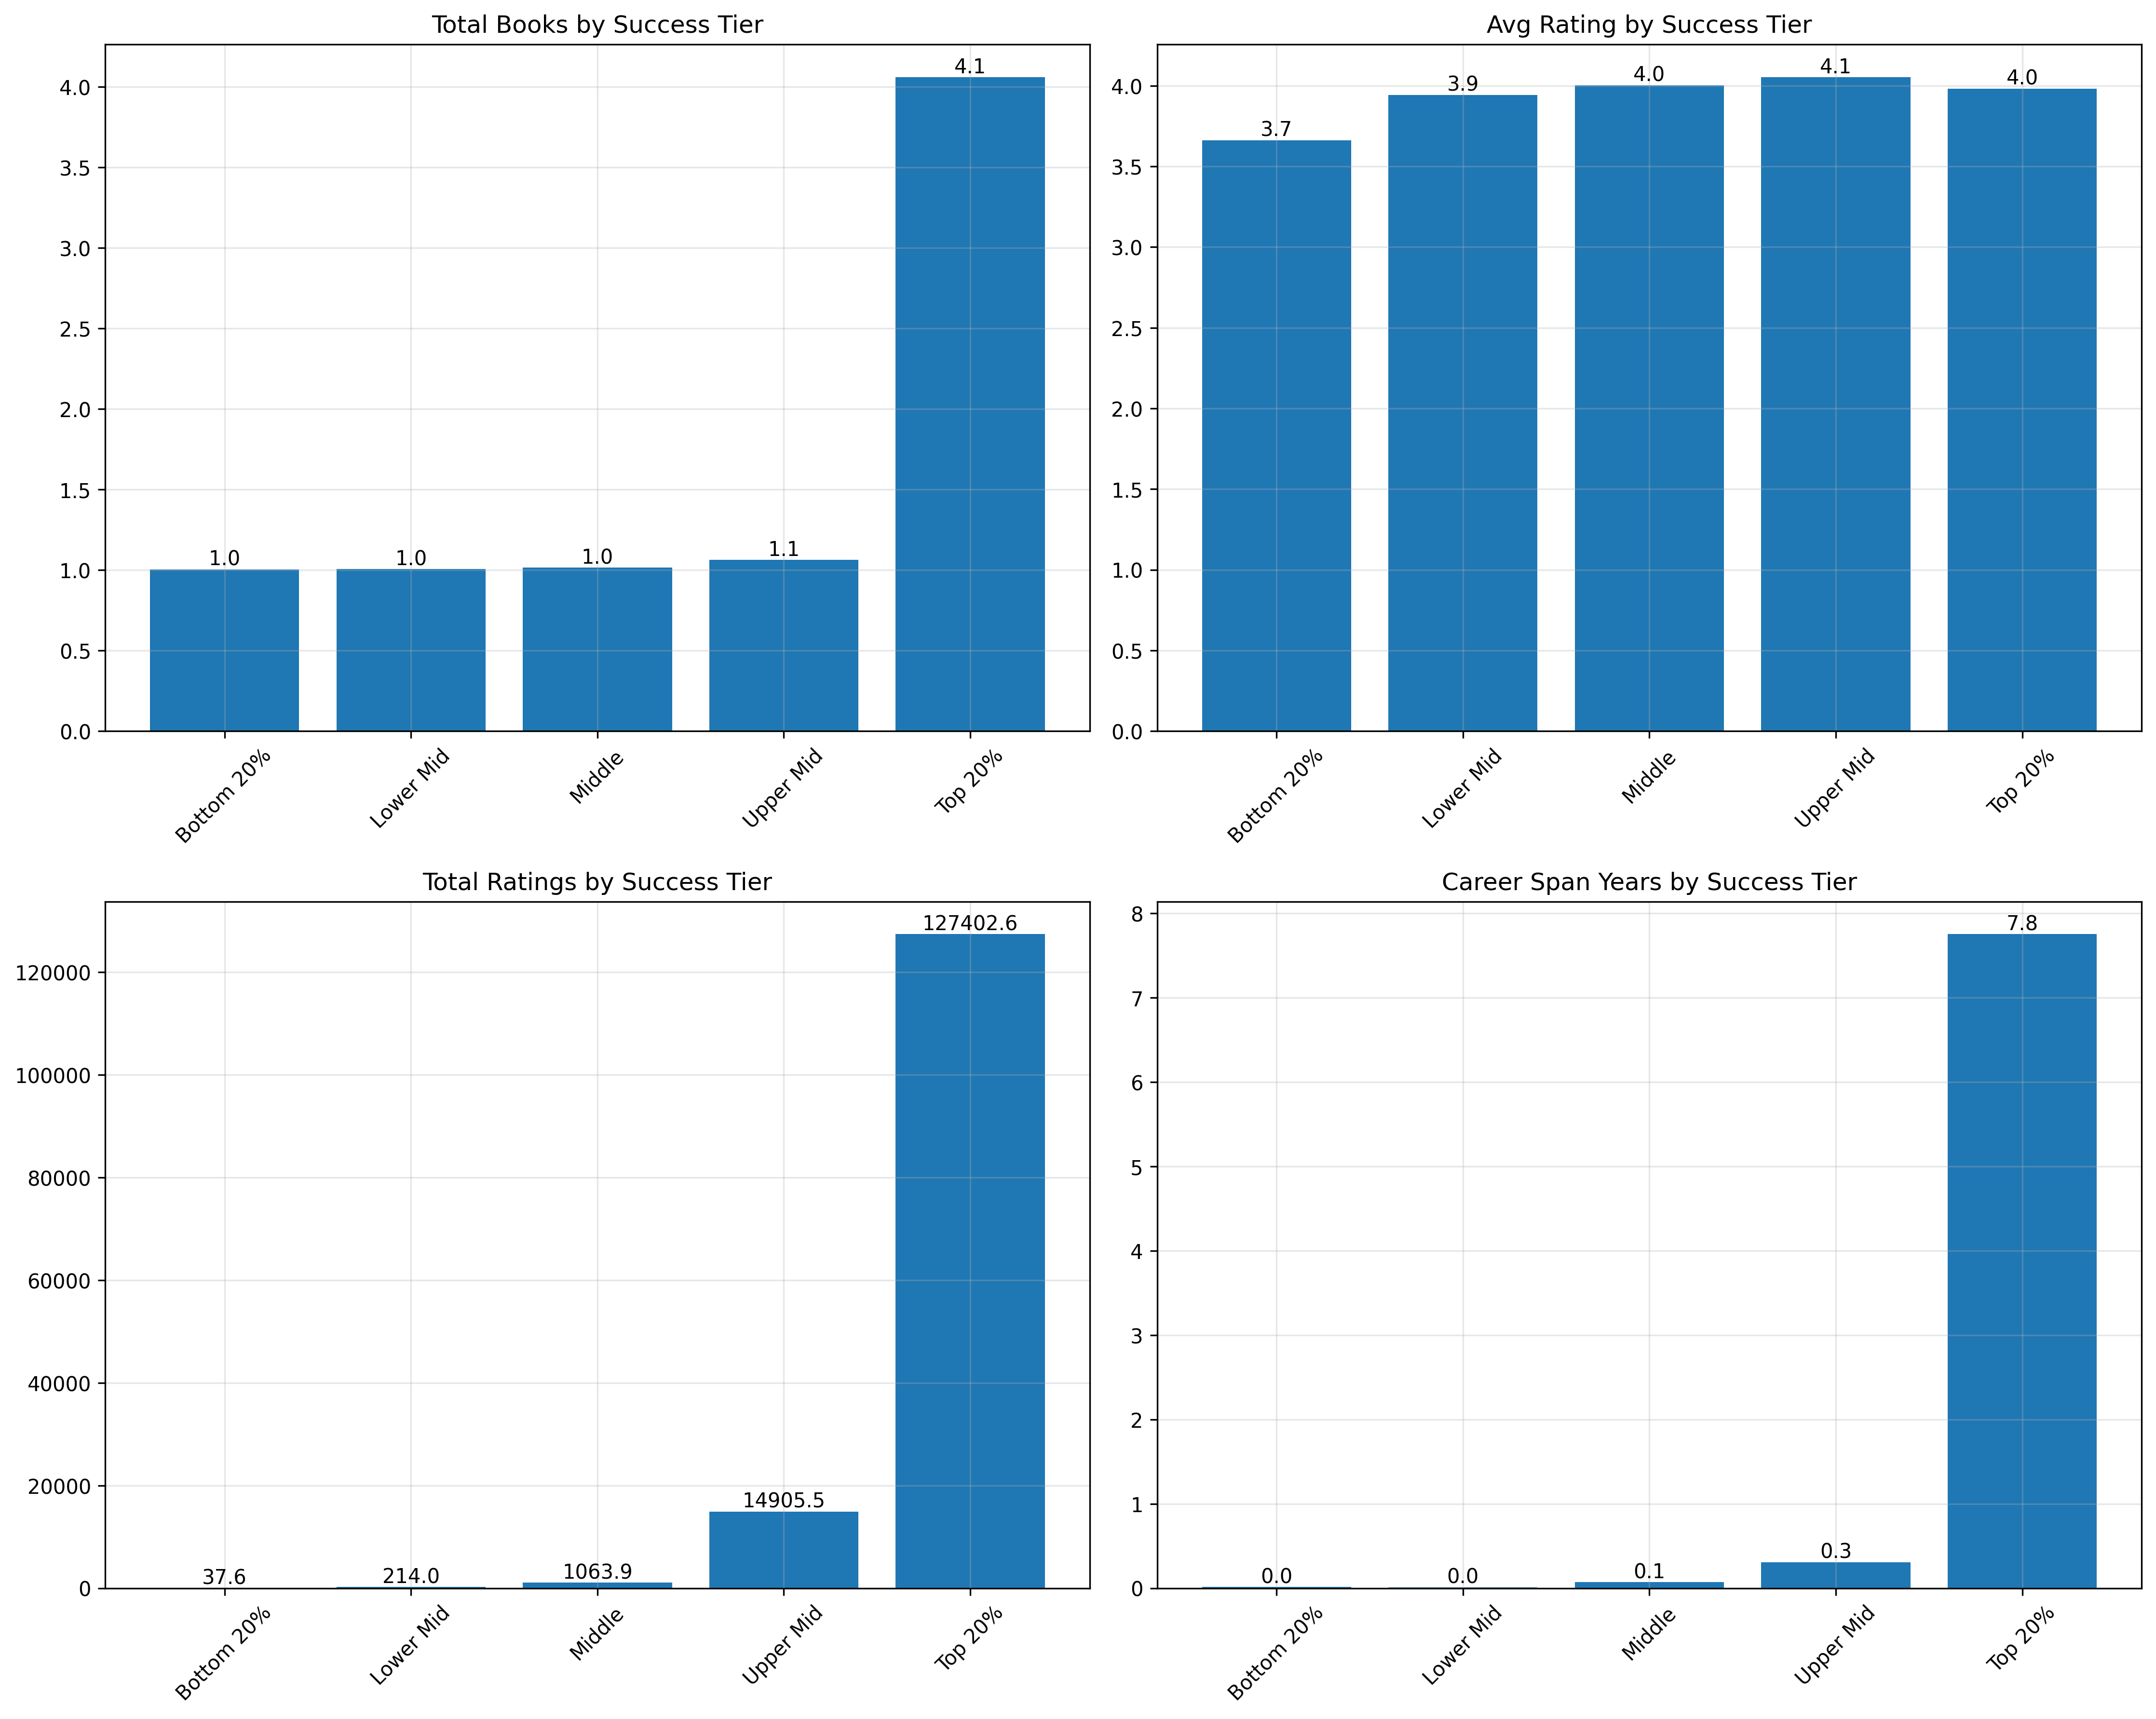 Total Books by Success Tier
4.1
4.0
3.5
3.0
2.5
2.0
1.5
1.0
0.5
0.0
1.0
1.0
1.0
1.1
Bottom 20%
Lower Mid
Middle
Upper Mid
Top 20%
Avg Rating by Success Tier
4.0
3.5
3.0
2.5
2.0
1.5
1.0
0.5
0.0
3.7
3.9
4.0
4.1
4.0
Bottom 20%
Lower Mid
Middle
Upper Mid
Top 20%
Total Ratings by Success Tier
120000
100000
80000
60000
40000
20000
0
37.6
214.0
1063.9
14905.5
127402.6
Bottom 20%
Lower Mid
Middle
Upper Mid
Top 20%
Career Span Years by Success Tier
8
7
6
5
4
3
2
1
0
0.0
0.0
0.1
0.3
7.8
Bottom 20%
Lower Mid
Middle
Upper Mid
Top 20%